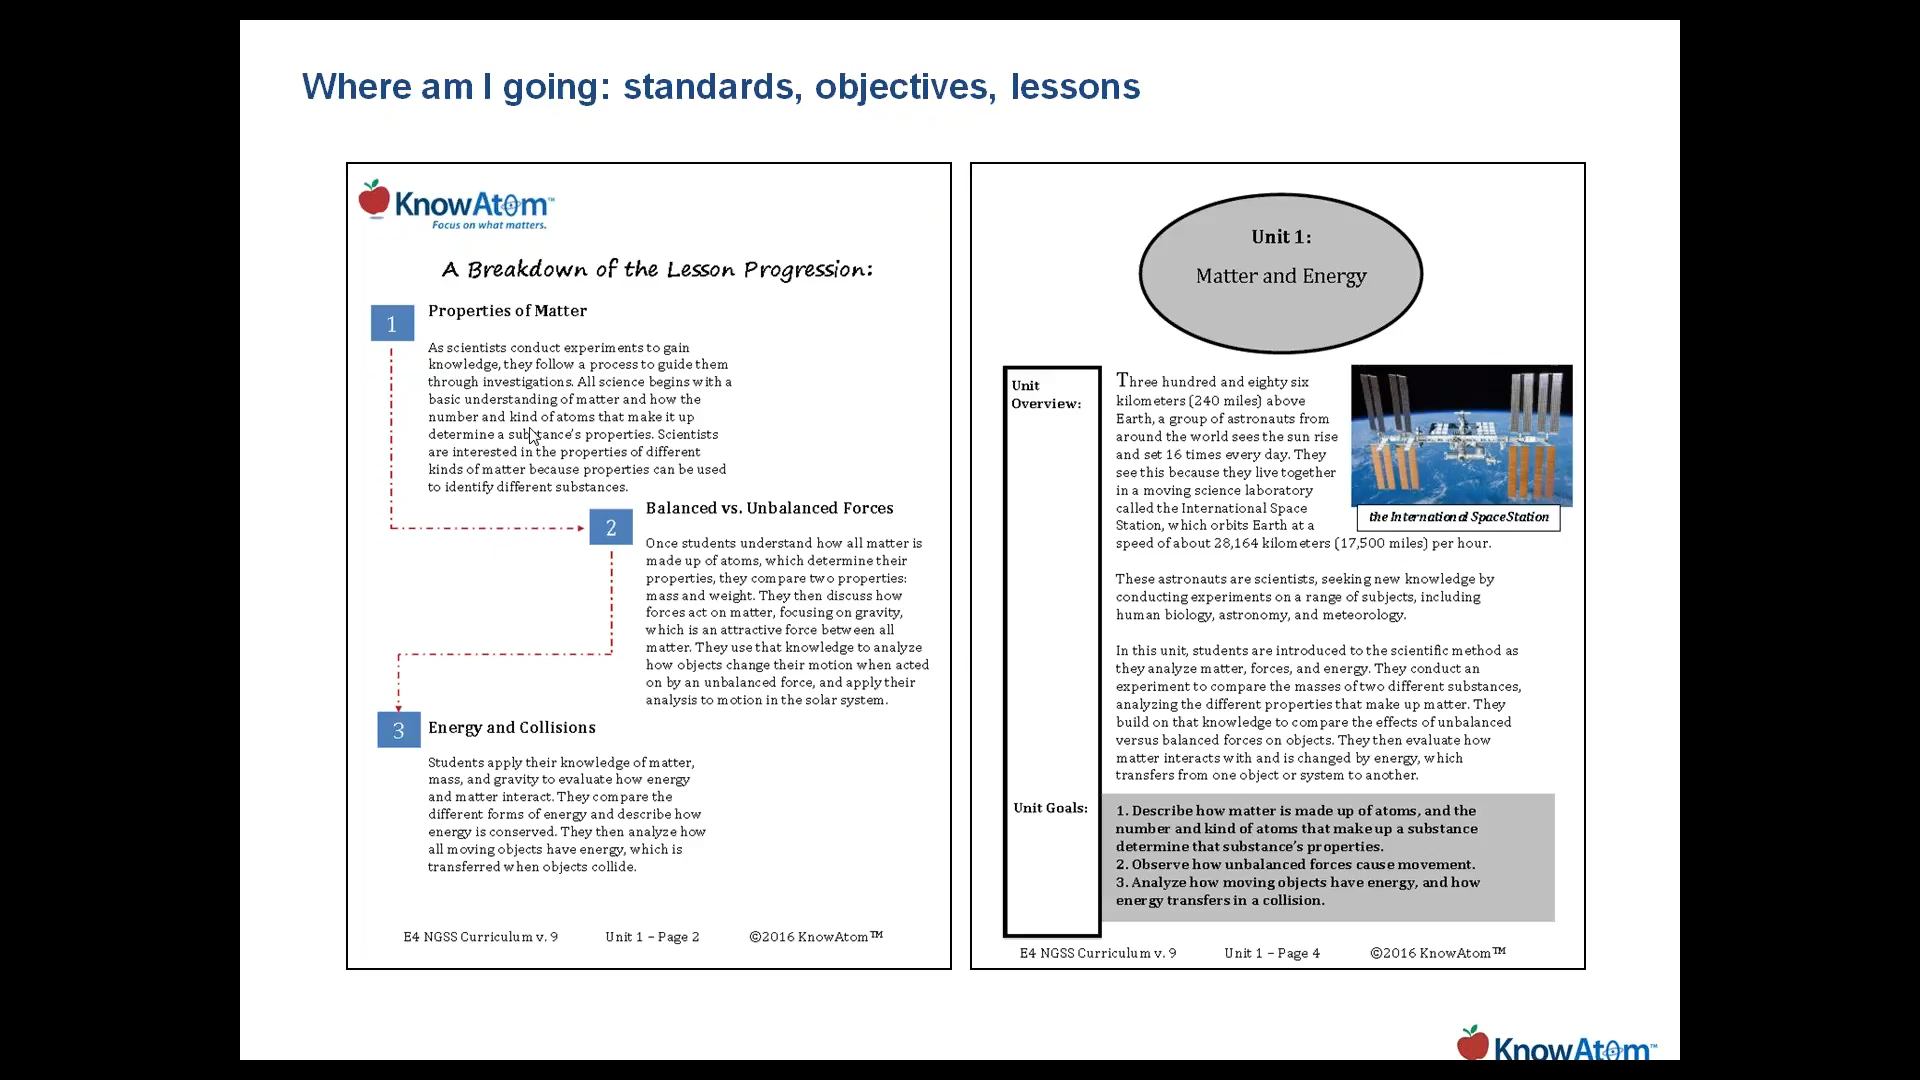 Where am I going: standards, objectives, lessons
KnowAtom™
Focus on what matters.
A Breakdown of the Lesson Progression:
1
Properties of Matter
As scientists conduct experiments to gain
knowledge, they follow a process to guide them
through investigations. All science begins with a
basic understanding of matter and how the
number and kind of atoms that make it up
determine a substance's properties. Scientists
are interested in the properties of different
kinds of matter because properties can be used
to identify different substances.
2
Balanced vs. Unbalanced Forces
Once students understand how all matter is
made up of atoms, which determine their
properties, they compare two properties:
mass and weight. They then discuss how
forces act on matter, focusing on gravity,
which is an attractive force between all
matter. They use that knowledge to analyze
how objects change their motion when acted
on by an unbalanced force, and apply their
analysis to motion in the solar system.
3
Energy and Collisions
Students apply their knowledge of matter,
mass, and gravity to evaluate how energy
and matter interact. They compare the
different forms of energy and describe how
energy is conserved. They then analyze how
all moving objects have energy, which is
transferred when objects collide.
E4 NGSS Curriculum v. 9 Unit 1 – Page 2 ©2016 KnowAtom™
Unit 1:
Matter and Energy
Unit
Overview:
Three hundred and eighty six
kilometers (240 miles) above
Earth, a group of astronauts from
around the world sees the sun rise
and set 16 times every day. They
see this because they live together
in a moving science laboratory
called the International Space
Station, which orbits Earth at a
speed of about 28,164 kilometers (17,500 miles) per hour.
the International Space Station
These astronauts are scientists, seeking new knowledge by
conducting experiments on a range of subjects, including
human biology, astronomy, and meteorology.
In this unit, students are introduced to the scientific method as
they analyze matter, forces, and energy. They conduct an
experiment to compare the masses of two different substances,
analyzing the different properties that make up matter. They
build on that knowledge to compare the effects of unbalanced
versus balanced forces on objects. They then evaluate how
matter interacts with and is changed by energy, which
transfers from one object or system to another.
Unit Goals:
1. Describe how matter is made up of atoms, and the
number and kind of atoms that make up a substance
determine that substance's properties.
2. Observe how unbalanced forces cause movement.
3. Analyze how moving objects have energy, and how
energy transfers in a collision.
E4 NGSS Curriculum v. 9 Unit 1 – Page 4 ©2016 KnowAtom™
KnowAtom™